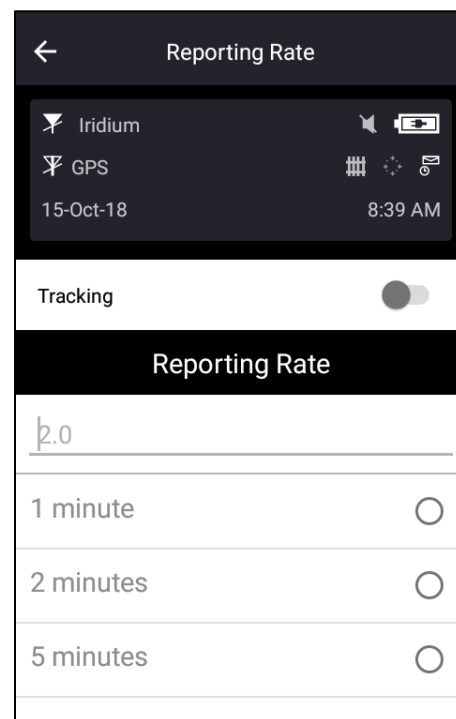 Reporting Rate
Iridium
GPS
15-Oct-18 8:39 AM
Tracking
Reporting Rate
2.0
1 minute
2 minutes
5 minutes